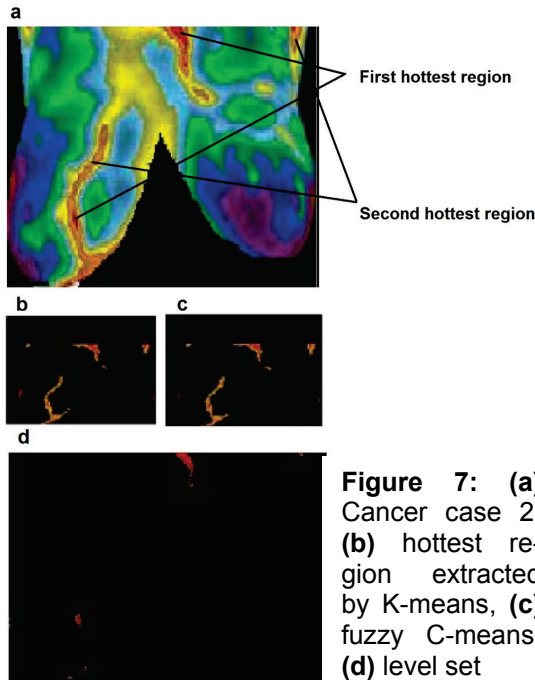 a
First hottest region
Second hottest region
b
c
d
Figure 7: (a)
Cancer case 2
(b) hottest re-
gion extracted
by K-means, (c)
fuzzy C-means
(d) level set